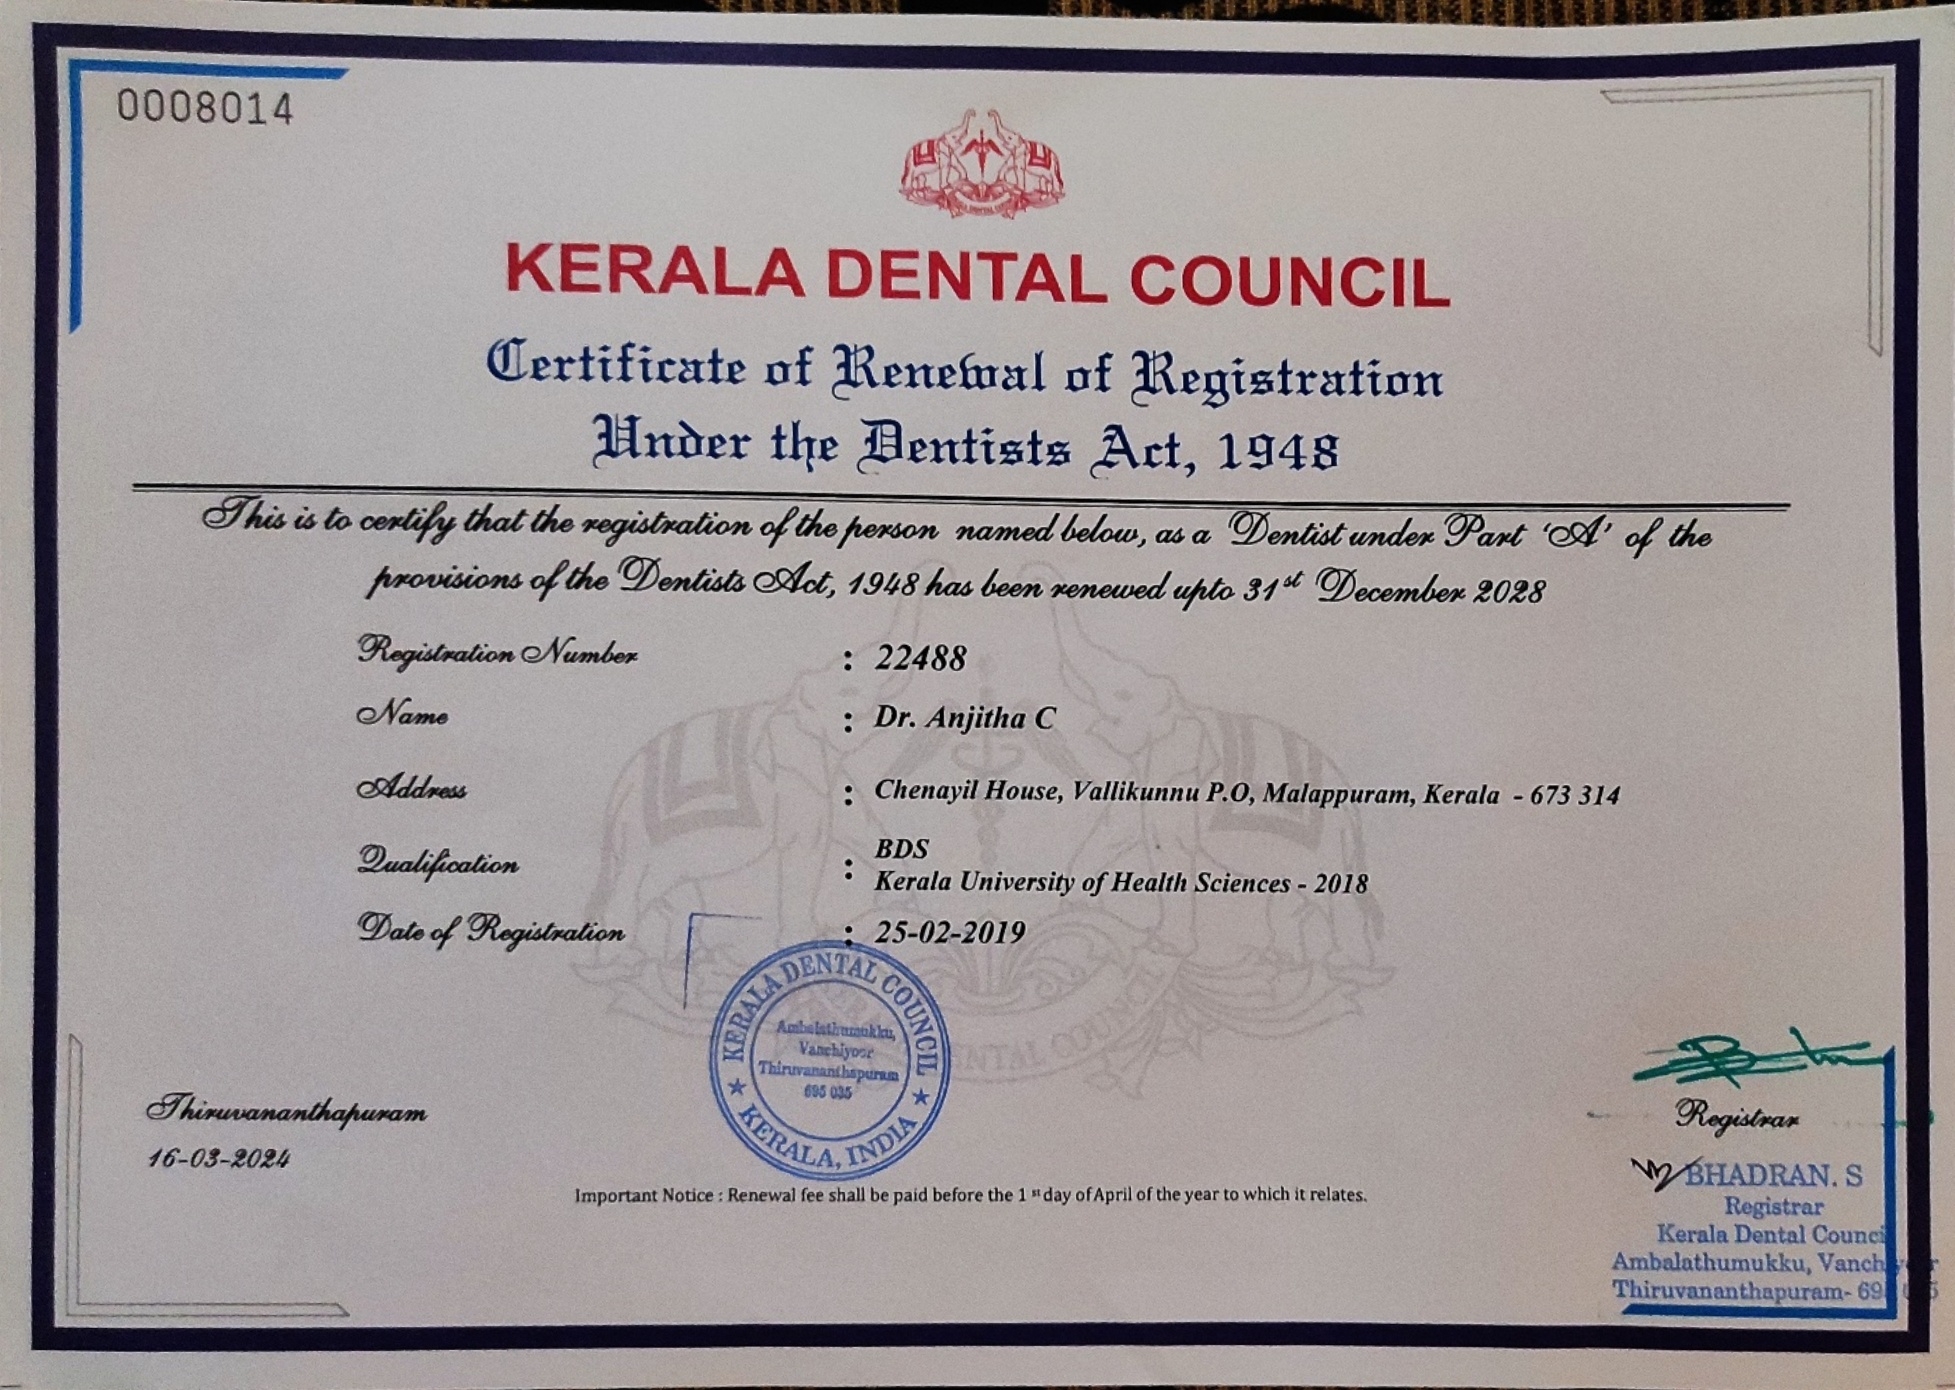 0008014
KERALA DENTAL COUNCIL
Certificate of Renewal of Registration
Under the Dentists Act, 1948
This is to certify that the registration of the person named below, as a Dentist under Part 'A' of the
provisions of the Dentists Act, 1948 has been renewed upto 31st December 2028
Registration Number : 22488
Name : Dr. Anjitha C
Address : Chenayil House, Vallikunnu P.O, Malappuram, Kerala - 673 314
Qualification : BDS
Kerala University of Health Sciences - 2018
Date of Registration : 25-02-2019
KERALA DENTAL COUNCIL
Ambalathumukku,
Vanchiyoor
Thiruvananthapuram
695 035
★ KERALA, INDIA ★
Thiruvananthapuram
16-03-2024
Registrar
BHADRAN. S
Registrar
Kerala Dental Council
Ambalathumukku, Vanchiyoor
Thiruvananthapuram- 695 035
Important Notice : Renewal fee shall be paid before the 1st day of April of the year to which it relates.